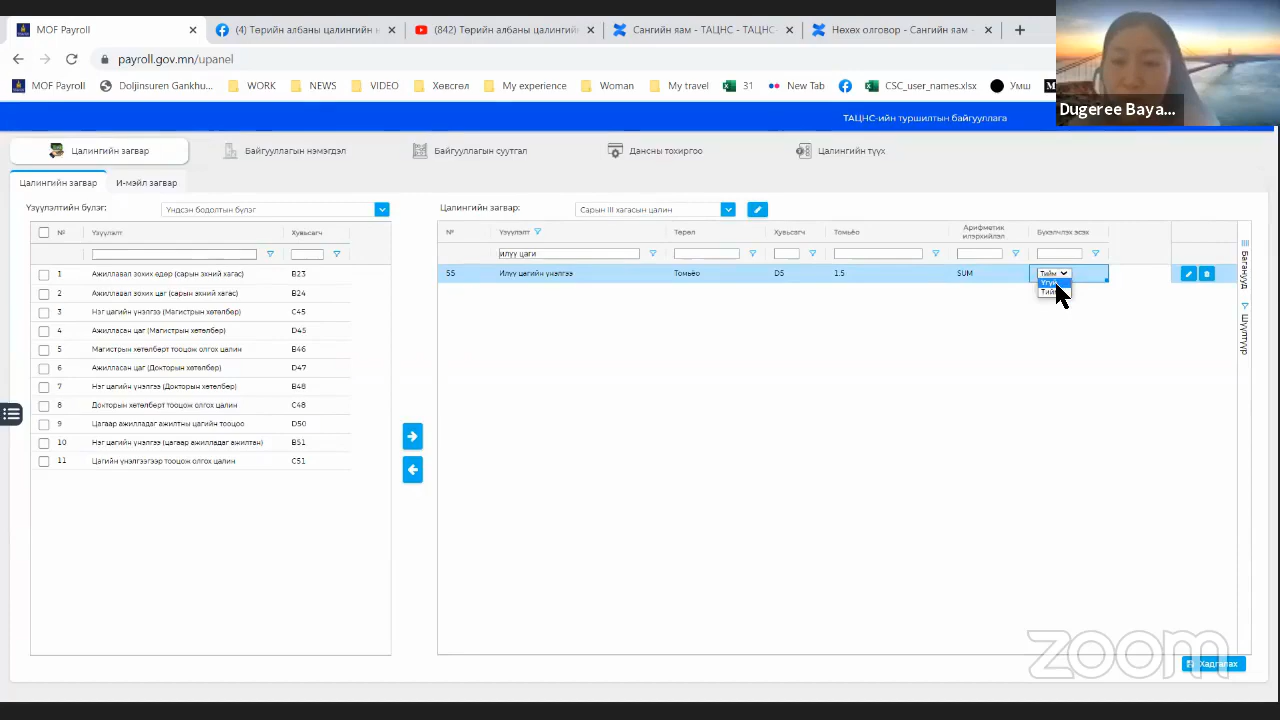 MOF Payroll
(4) Төрийн албаны цалингийн н
(842) Төрийн албаны цалингийн
Сангийн яам - ТАЦНС - ТАЦНС -
Нөхөх олговор - Сангийн яам -
payroll.gov.mn/upanel
MOF Payroll
Doljinsuren Gankhu...
WORK
NEWS
VIDEO
Хөвсгөл
My experience
Woman
My travel
31
New Tab
CSC_user_names.xlsx
Умш
Dugeree Baya...
ТАЦНС-ийн туршилтын байгууллага
Цалингийн загвар
Байгууллагын нэмэгдэл
Байгууллагын суутгал
Дансны тохиргоо
Цалингийн түүх
Цалингийн загвар
И-мэйл загвар
Үзүүлэлтийн бүлэг:
Үндсэн бодолтын бүлэг
Цалингийн загвар:
Сарын III хагасын цалин
№ Үзүүлэлт Хувьсагч
1 Ажиллавал зохих өдөр (сарын эхний хагас) B23
2 Ажиллавал зохих цаг (сарын эхний хагас) B24
3 Нэг цагийн үнэлгээ (Магистрын хөтөлбөр) C45
4 Ажилласан цаг (Магистрын хөтөлбөр) D45
5 Магистрын хөтөлбөрт тооцож олгох цалин B46
6 Ажилласан цаг (Докторын хөтөлбөр) D47
7 Нэг цагийн үнэлгээ (Докторын хөтөлбөр) B48
8 Докторын хөтөлбөрт тооцож олгох цалин C48
9 Цагаар ажилладаг ажилтны цагийн тооцоо D50
10 Нэг цагийн үнэлгээ (цагаар ажилладаг ажилтан) B51
11 Цагийн үнэлгээгээр тооцож олгох цалин C51
№ Үзүүлэлт Төрөл Хувьсагч Томьёо Арифметик илэрхийлэл Бүхэлчлэх эсэх
илүү цаги
55 Илүү цагийн үнэлгээ Томьёо D5 1.5 SUM Тийм
Үгүй
Тийм
Баганууд
Шүүлтүүр
zoom
Хадгалах